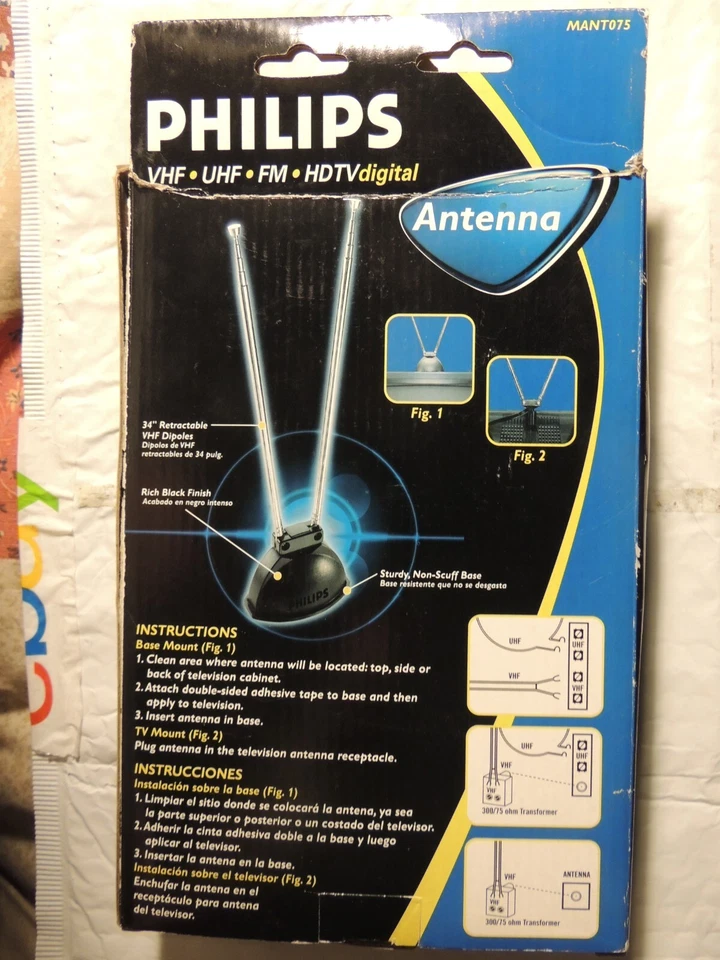 MANT075
PHILIPS
VHF • UHF • FM • HDTVdigital
Antenna
Fig. 1
Fig. 2
34" Retractable
VHF Dipoles
Dipolos de VHF
retractables de 34 pulg.
Rich Black Finish
Acabado en negro intenso
Sturdy, Non-Scuff Base
Base resistente que no se desgasta
PHILIPS
INSTRUCTIONS
Base Mount (Fig. 1)
1. Clean area where antenna will be located: top, side or
back of television cabinet.
2. Attach double-sided adhesive tape to base and then
apply to television.
3. Insert antenna in base.
TV Mount (Fig. 2)
Plug antenna in the television antenna receptacle.
INSTRUCCIONES
Instalación sobre la base (Fig. 1)
1. Limpiar el sitio donde se colocará la antena, ya sea
la parte superior o posterior o un costado del televisor.
2. Adherir la cinta adhesiva doble a la base y luego
aplicar al televisor.
3. Insertar la antena en la base.
Instalación sobre el televisor (Fig. 2)
Enchufar la antena en el
receptáculo para antena
del televisor.
UHF
UHF
VHF
VHF
UHF
UHF
VHF
VHF
300/75 ohm Transformer
VHF
ANTENNA
VHF
300/75 ohm Transformer
ebay